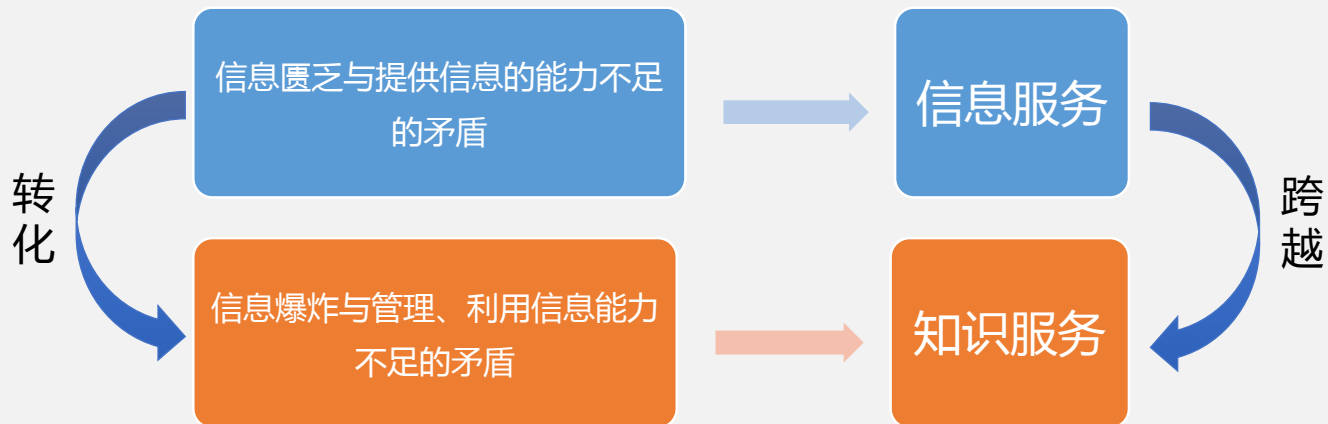 信息匮乏与提供信息的能力不足
的矛盾
信息服务
转
化
跨
越
信息爆炸与管理、利用信息能力
不足的矛盾
知识服务